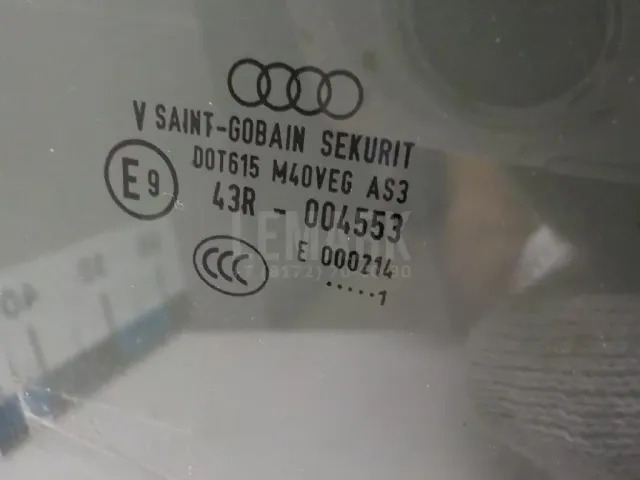 V SAINT-GOBAIN SEKURIT
DOT615 M40VEG AS3
E9
43R - 004553
CCC
E 000214
.....1